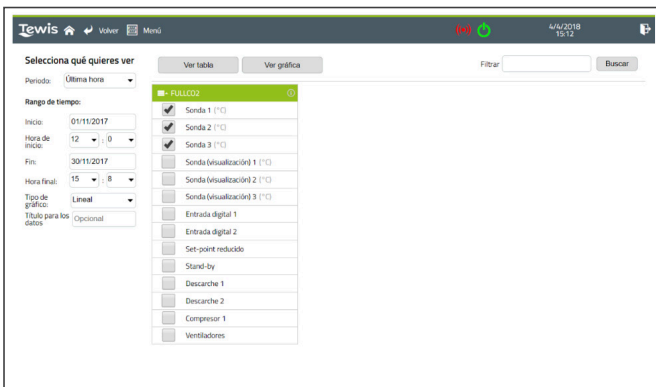 Tewis Volver Menú 4/4/2018
15:12
Selecciona qué quieres ver
Ver tabla Ver gráfica Filtrar Buscar
Periodo: Última hora
Rango de tiempo:
Inicio: 01/11/2017
Hora de
inicio: 12 : 0
Fin: 30/11/2017
Hora final: 15 : 8
Tipo de
gráfico: Lineal
Título para los
datos Opcional
FULLCO2
Sonda 1 (°C)
Sonda 2 (°C)
Sonda 3 (°C)
Sonda (visualización) 1 (°C)
Sonda (visualización) 2 (°C)
Sonda (visualización) 3 (°C)
Entrada digital 1
Entrada digital 2
Set-point reducido
Stand-by
Descarche 1
Descarche 2
Compresor 1
Ventiladores